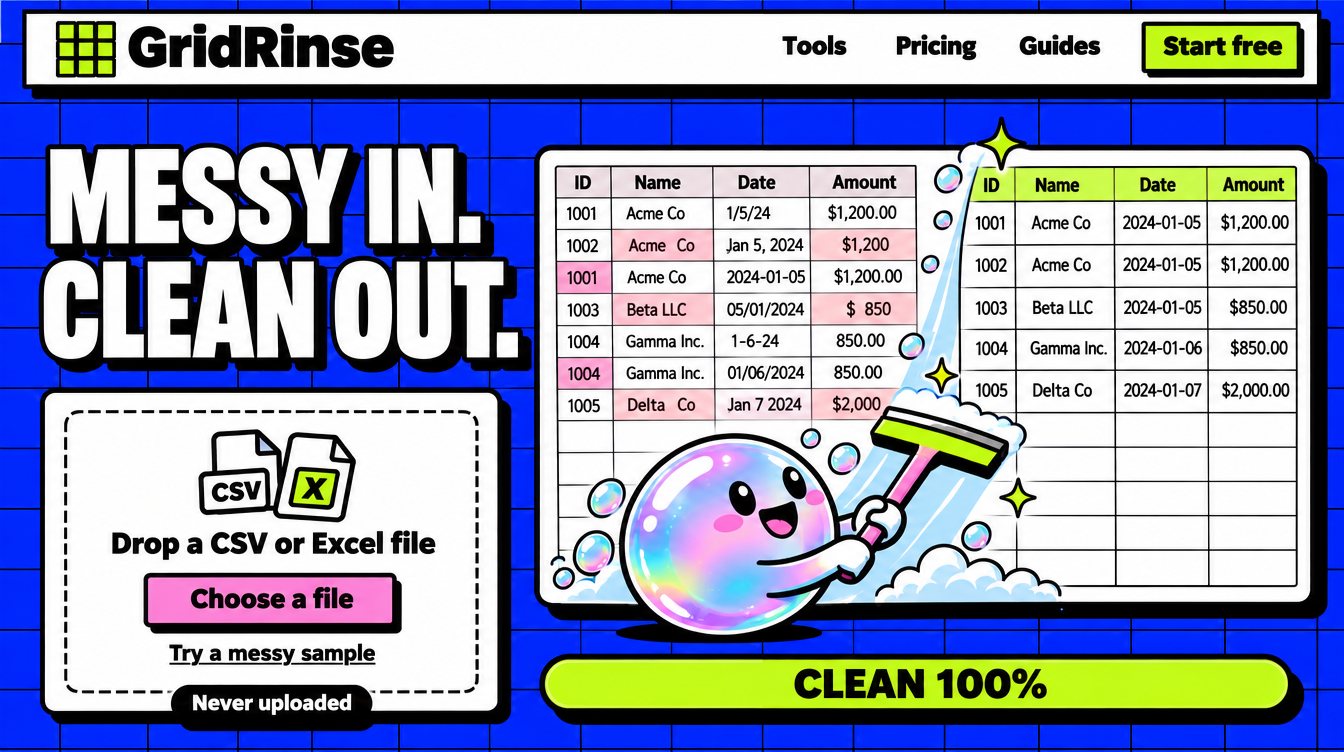 GridRinse
Tools Pricing Guides Start free
MESSY IN.
CLEAN OUT.
CSV X
Drop a CSV or Excel file
Choose a file
Try a messy sample
Never uploaded
ID Name Date Amount
1001 Acme Co 1/5/24 $1,200.00
1002 Acme Co Jan 5, 2024 $1,200
1001 Acme Co 2024-01-05 $1,200.00
1003 Beta LLC 05/01/2024 $ 850
1004 Gamma Inc. 1-6-24 850.00
1004 Gamma Inc. 01/06/2024 850.00
1005 Delta Co Jan 7 2024 $2,000
ID Name Date Amount
1001 Acme Co 2024-01-05 $1,200.00
1002 Acme Co 2024-01-05 $1,200.00
1003 Beta LLC 2024-01-05 $850.00
1004 Gamma Inc. 2024-01-06 $850.00
1005 Delta Co 2024-01-07 $2,000.00
CLEAN 100%